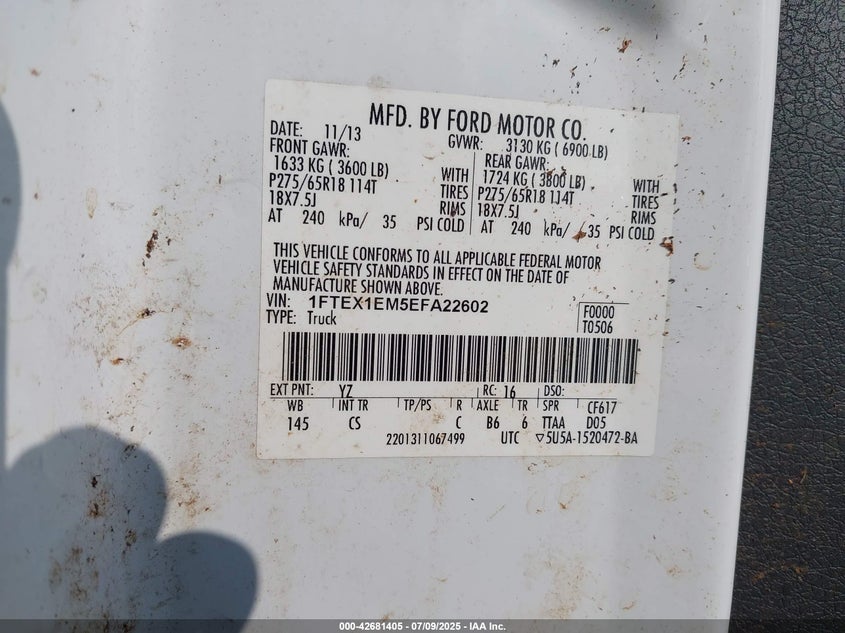 MFD. BY FORD MOTOR CO.
DATE: 11/13 GVWR: 3130 KG ( 6900 LB)
FRONT GAWR: REAR GAWR:
1633 KG ( 3600 LB) WITH 1724 KG ( 3800 LB) WITH
P275/65R18 114T TIRES P275/65R18 114T TIRES
18X7.5J RIMS 18X7.5J RIMS
AT 240 kPa/ 35 PSI COLD AT 240 kPa/ 35 PSI COLD
THIS VEHICLE CONFORMS TO ALL APPLICABLE FEDERAL MOTOR
VEHICLE SAFETY STANDARDS IN EFFECT ON THE DATE OF
MANUFACTURE SHOWN ABOVE.
VIN: 1FTEX1EM5EFA22602 F0000
TYPE: Truck T0506
EXT PNT: YZ RC: 16 DSO:
WB INT TR TP/PS R AXLE TR SPR CF617
145 CS C B6 6 TTAA D05
2201311067499 UTC ▽5U5A-1520472-BA
000-42681405 - 07/09/2025 - IAA Inc.